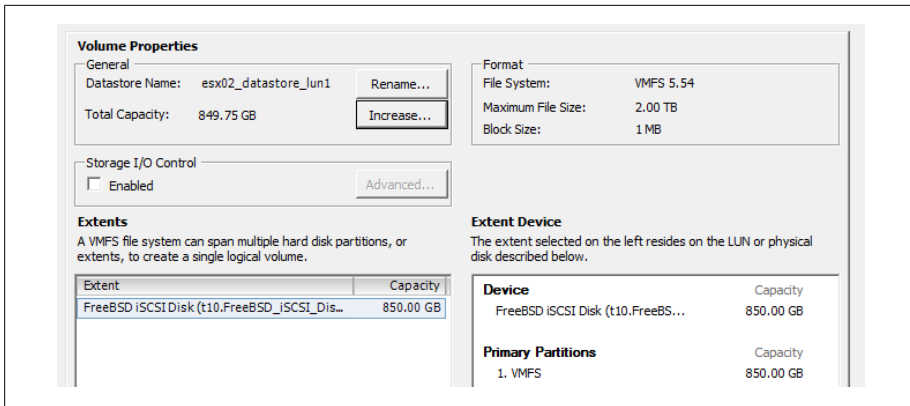 Volume Properties
General
Datastore Name: esx02_datastore_lun1 Rename...
Total Capacity: 849.75 GB Increase...
Format
File System: VMFS 5.54
Maximum File Size: 2.00 TB
Block Size: 1 MB
Storage I/O Control
Enabled Advanced...
Extents
A VMFS file system can span multiple hard disk partitions, or
extents, to create a single logical volume.
Extent Capacity
FreeBSD iSCSI Disk (t10.FreeBSD_iSCSI_Dis... 850.00 GB
Extent Device
The extent selected on the left resides on the LUN or physical
disk described below.
Device Capacity
FreeBSD iSCSI Disk (t10.FreeBS... 850.00 GB
Primary Partitions Capacity
1. VMFS 850.00 GB